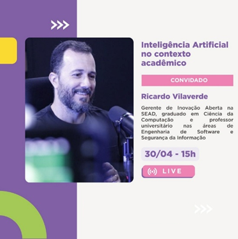 Inteligência Artificial
no contexto
acadêmico
CONVIDADO
Ricardo Vilaverde
Gerente de Inovação Aberta na
SEAD, graduado em Ciência da
Computação e professor
universitário nas áreas de
Engenharia de Software e
Segurança da Informação
30/04 - 15h
LIVE